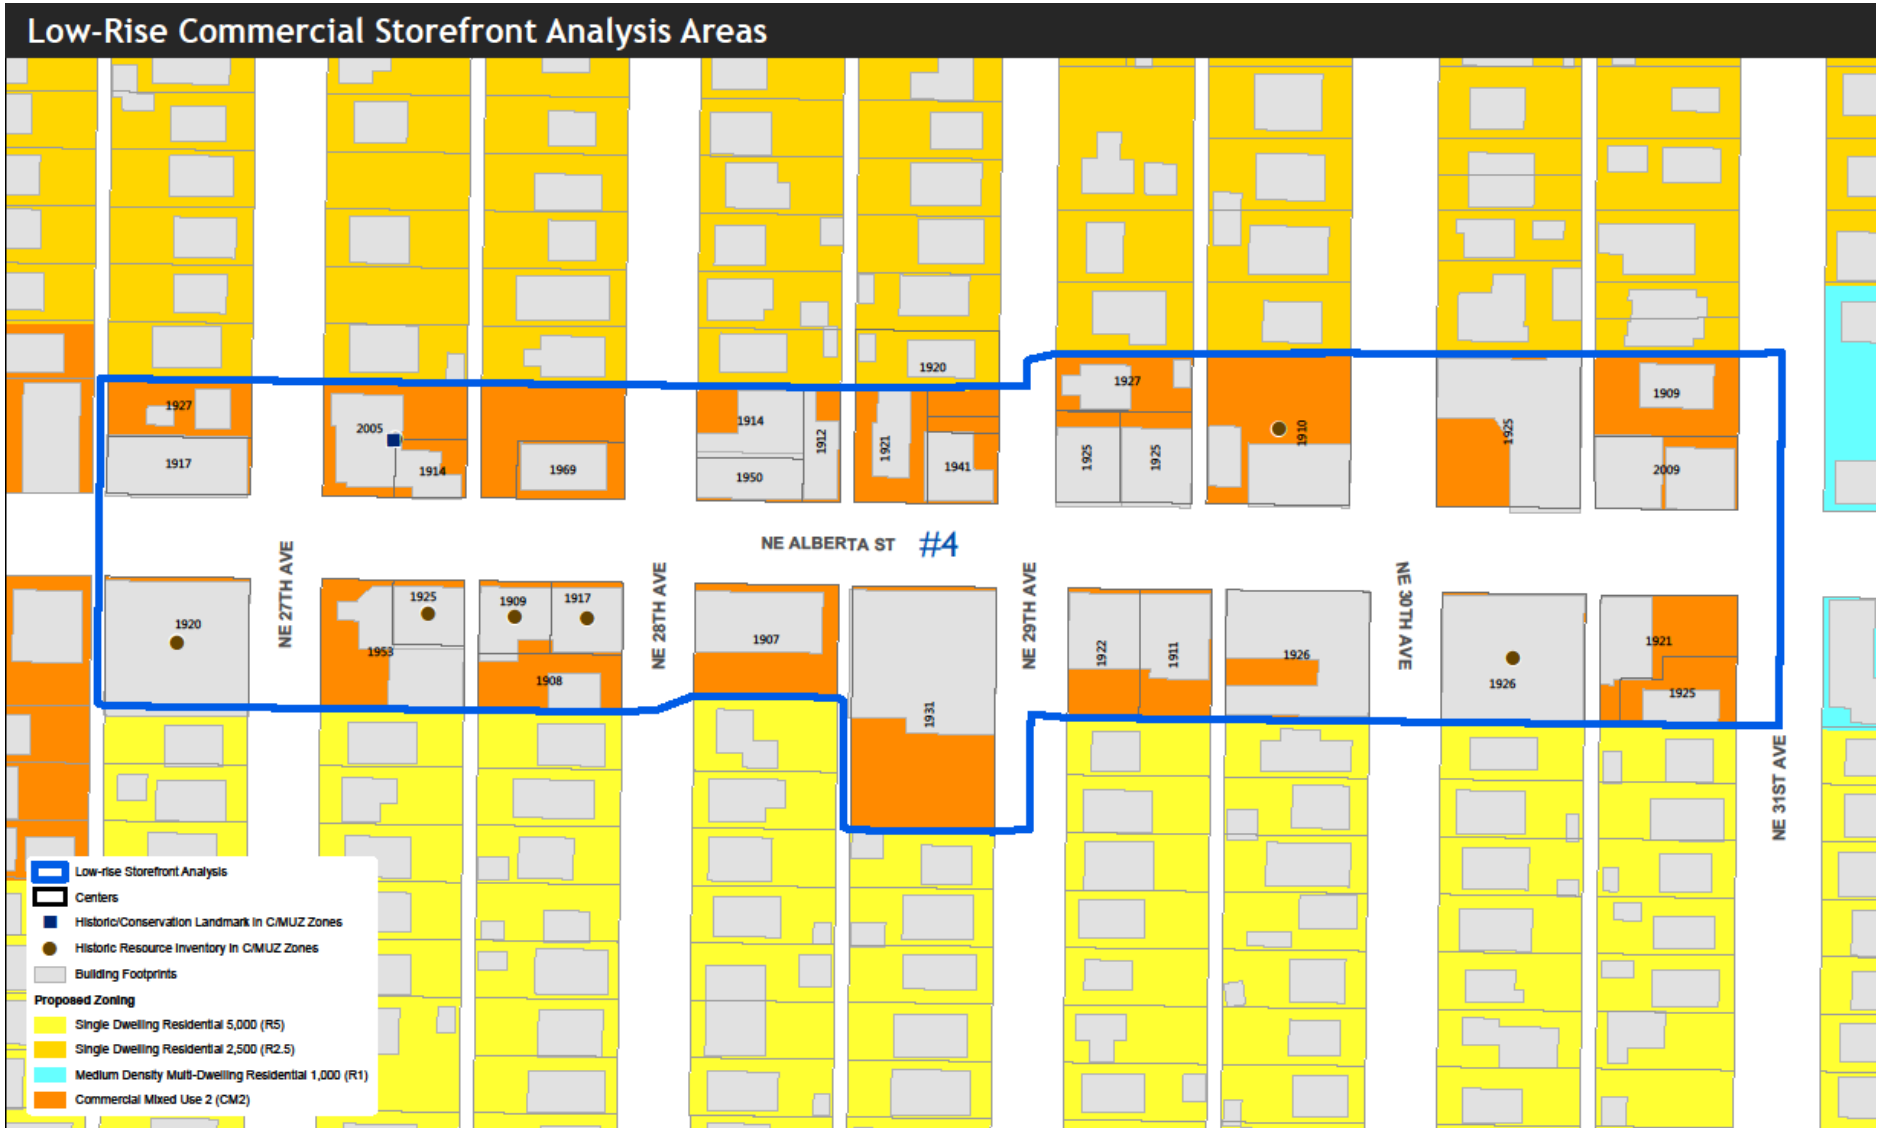 Low-Rise Commercial Storefront Analysis Areas
1920
1927
1927
1909
2005
1914
1912
1921
1910
1925
1917
1914
1969
1950
1941
1925
1925
2009
NE ALBERTA ST #4
NE 27TH AVE
NE 28TH AVE
NE 29TH AVE
NE 30TH AVE
NE 31ST AVE
1920
1925
1909
1917
1953
1908
1907
1931
1922
1911
1926
1926
1921
1925
Low-rise Storefront Analysis
Centers
Historic/Conservation Landmark in C/MUZ Zones
Historic Resource Inventory in C/MUZ Zones
Building Footprints
Proposed Zoning
Single Dwelling Residential 5,000 (R5)
Single Dwelling Residential 2,500 (R2.5)
Medium Density Multi-Dwelling Residential 1,000 (R1)
Commercial Mixed Use 2 (CM2)